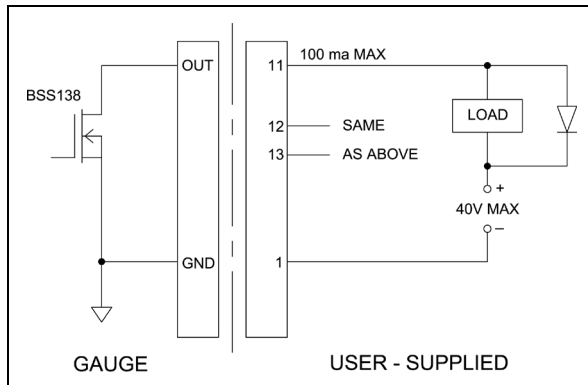 OUT
11
100 ma MAX
BSS138
LOAD
12
SAME
13
AS ABOVE
+
40V MAX
–
GND
1
GAUGE
USER - SUPPLIED